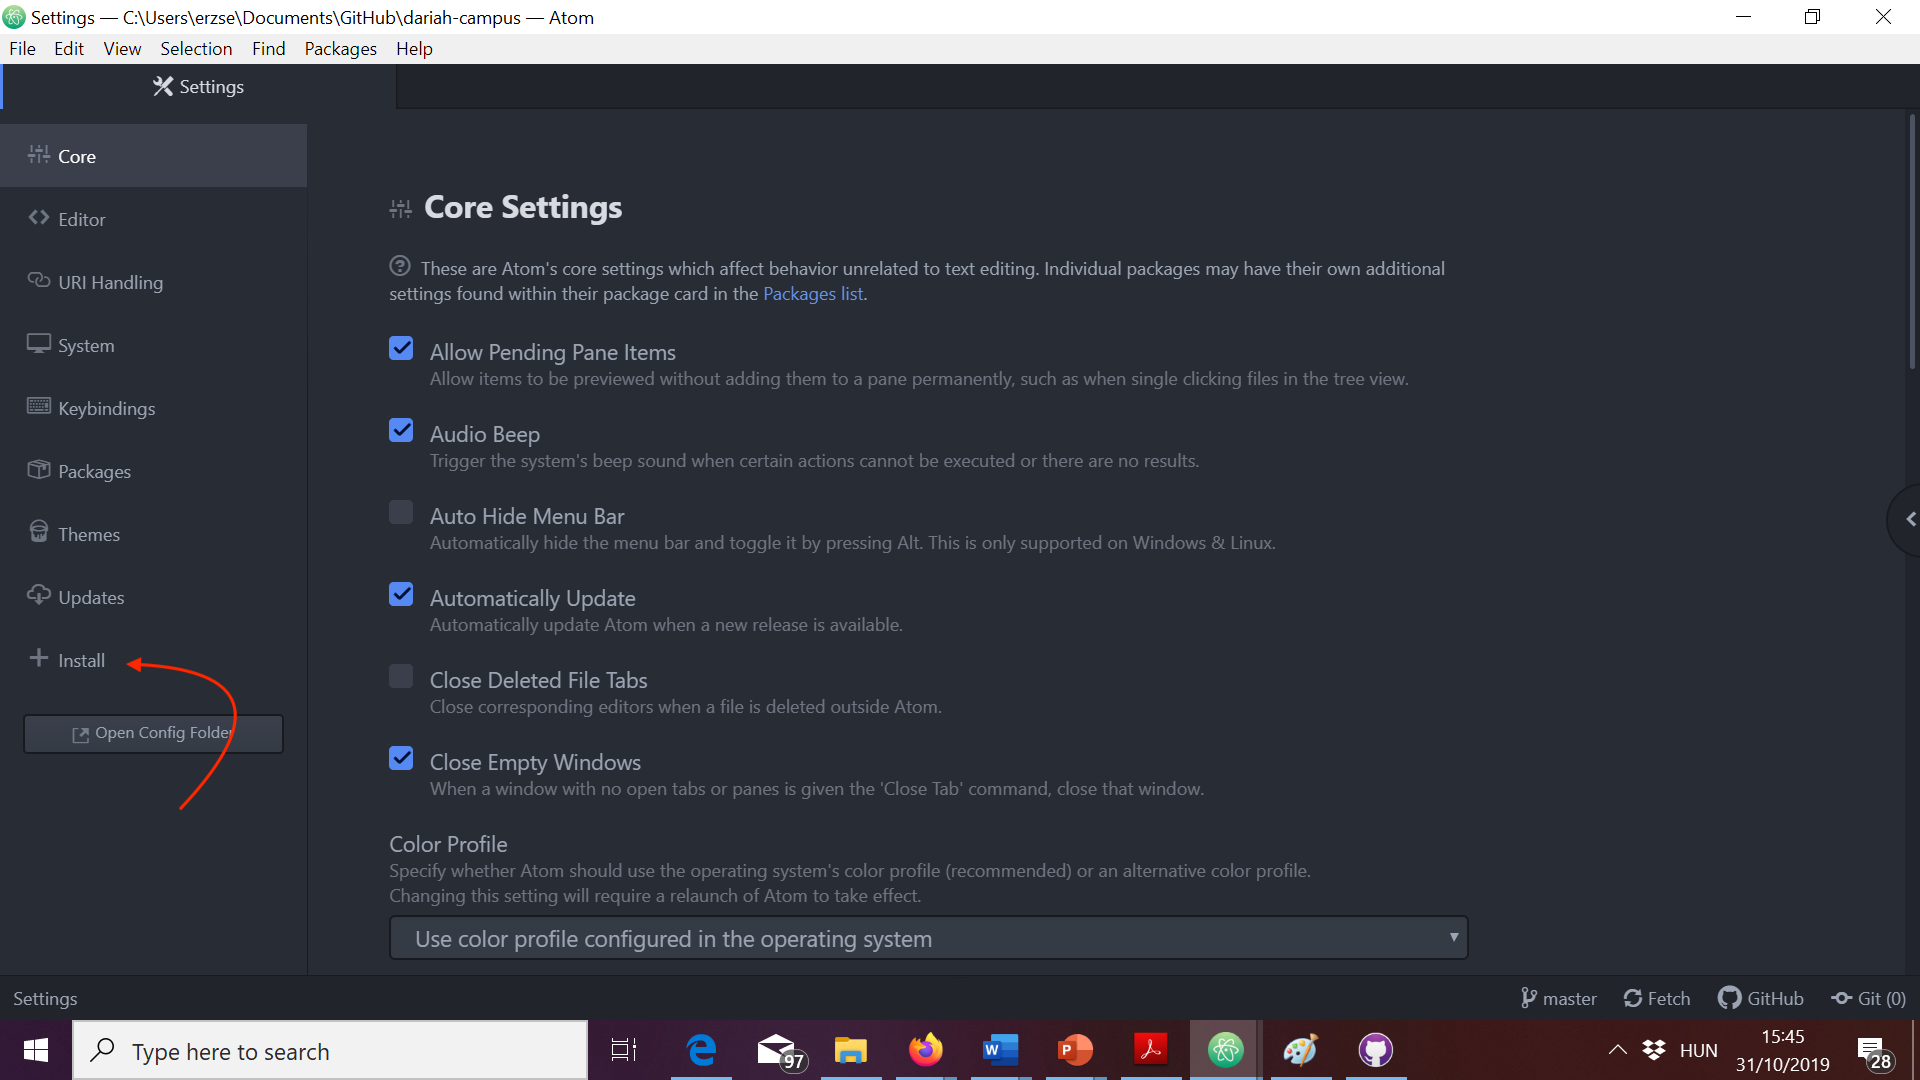 Settings — C:\Users\erzse\Documents\GitHub\dariah-campus — Atom
File Edit View Selection Find Packages Help
Settings
Core
Editor
URI Handling
System
Keybindings
Packages
Themes
Updates
Install
Open Config Folder
Core Settings
These are Atom's core settings which affect behavior unrelated to text editing. Individual packages may have their own additional
settings found within their package card in the Packages list.
Allow Pending Pane Items
Allow items to be previewed without adding them to a pane permanently, such as when single clicking files in the tree view.
Audio Beep
Trigger the system's beep sound when certain actions cannot be executed or there are no results.
Auto Hide Menu Bar
Automatically hide the menu bar and toggle it by pressing Alt. This is only supported on Windows & Linux.
Automatically Update
Automatically update Atom when a new release is available.
Close Deleted File Tabs
Close corresponding editors when a file is deleted outside Atom.
Close Empty Windows
When a window with no open tabs or panes is given the 'Close Tab' command, close that window.
Color Profile
Specify whether Atom should use the operating system's color profile (recommended) or an alternative color profile.
Changing this setting will require a relaunch of Atom to take effect.
Use color profile configured in the operating system
Settings master Fetch GitHub Git (0)
Type here to search
97
W
P
HUN
15:45
31/10/2019
28